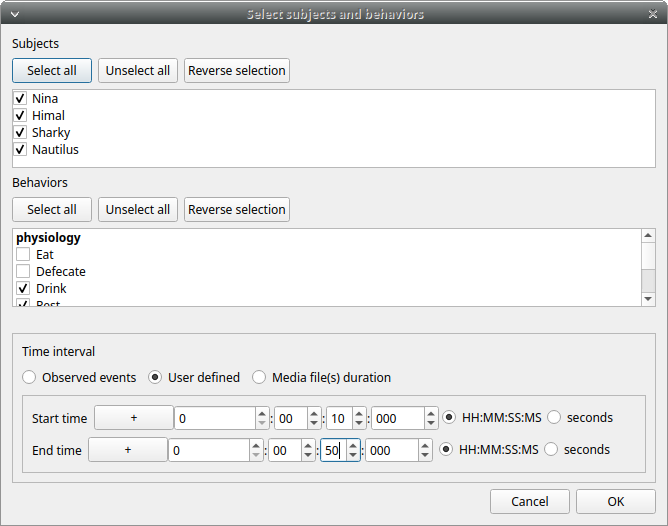 Select subjects and behaviors
Subjects
Select all Unselect all Reverse selection
Nina
Himal
Sharky
Nautilus
Behaviors
Select all Unselect all Reverse selection
physiology
Eat
Defecate
Drink
Rest
Time interval
Observed events User defined Media file(s) duration
Start time + 0 : 00 : 10 : 000 HH:MM:SS:MS seconds
End time + 0 : 00 : 50 : 000 HH:MM:SS:MS seconds
Cancel OK